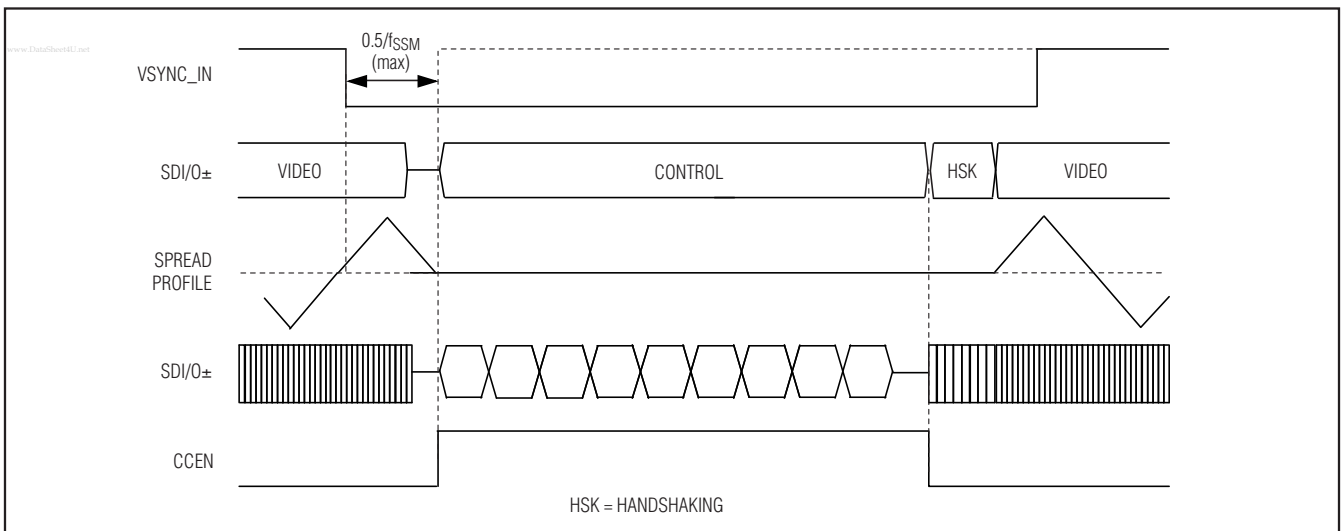 www.DataSheet4U.net
0.5/fSSM
(max)
VSYNC_IN
SDI/O±
VIDEO
CONTROL
HSK
VIDEO
SPREAD
PROFILE
SDI/O±
CCEN
HSK = HANDSHAKING